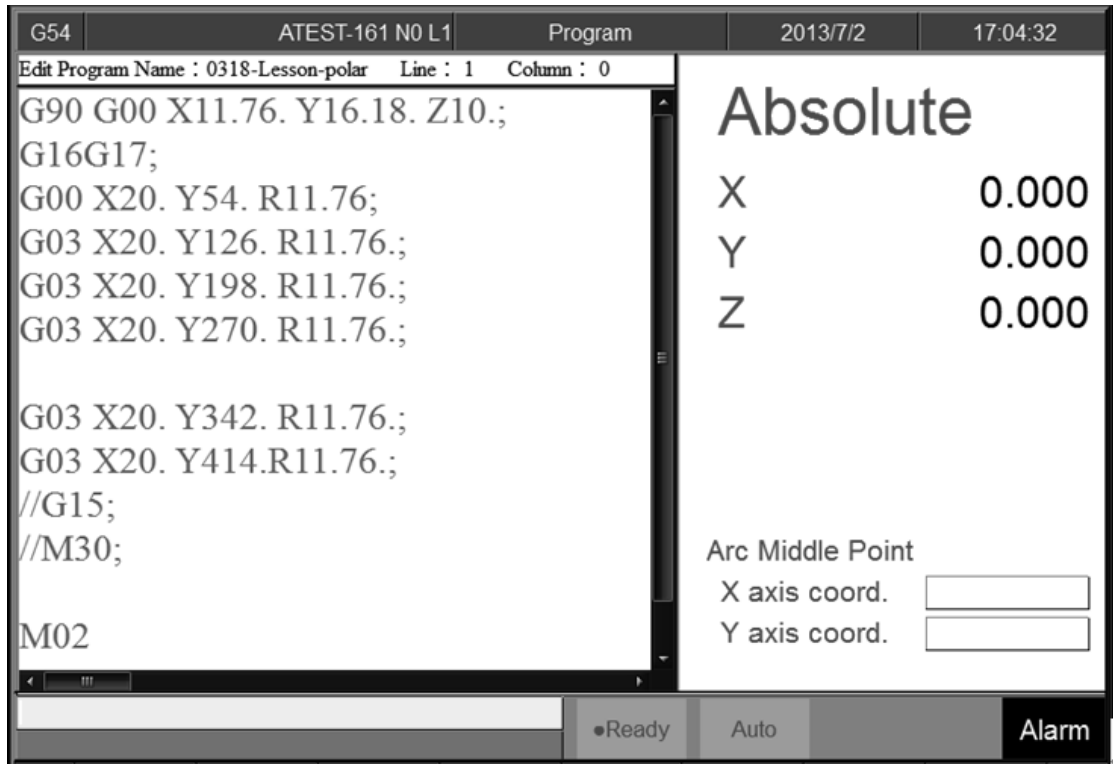 G54 ATEST-161 N0 L1 Program 2013/7/2 17:04:32
Edit Program Name : 0318-Lesson-polar Line : 1 Column : 0
G90 G00 X11.76. Y16.18. Z10.;
G16G17;
G00 X20. Y54. R11.76;
G03 X20. Y126. R11.76.;
G03 X20. Y198. R11.76.;
G03 X20. Y270. R11.76.;
G03 X20. Y342. R11.76.;
G03 X20. Y414.R11.76.;
//G15;
//M30;
M02
Absolute
X 0.000
Y 0.000
Z 0.000
Arc Middle Point
X axis coord.
Y axis coord.
●Ready Auto Alarm